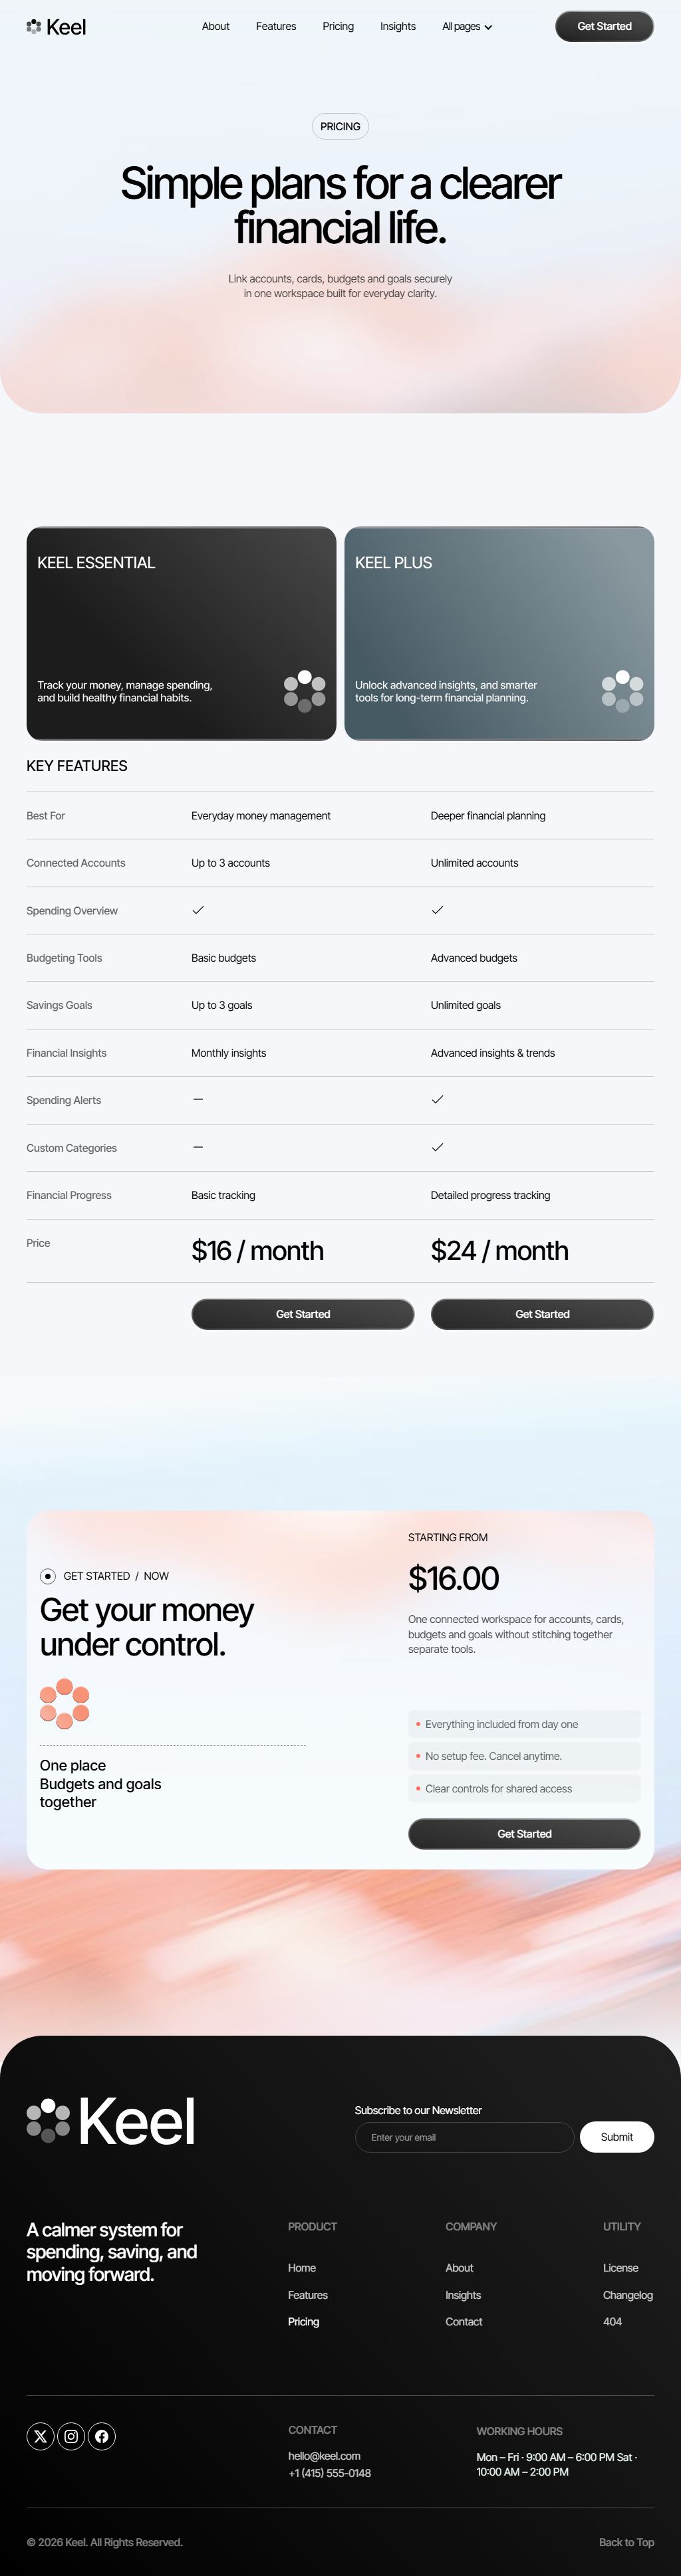 Keel
About
Features
Pricing
Insights
All pages
Get Started
PRICING
Simple plans for a clearer
financial life.
Link accounts, cards, budgets and goals securely
in one workspace built for everyday clarity.
KEEL ESSENTIAL
Track your money, manage spending,
and build healthy financial habits.
KEEL PLUS
Unlock advanced insights, and smarter
tools for long-term financial planning.
KEY FEATURES
Best For
Everyday money management
Deeper financial planning
Connected Accounts
Up to 3 accounts
Unlimited accounts
Spending Overview
Budgeting Tools
Basic budgets
Advanced budgets
Savings Goals
Up to 3 goals
Unlimited goals
Financial Insights
Monthly insights
Advanced insights & trends
Spending Alerts
Custom Categories
Financial Progress
Basic tracking
Detailed progress tracking
Price
$16 / month
$24 / month
Get Started
Get Started
GET STARTED / NOW
Get your money
under control.
One place
Budgets and goals
together
STARTING FROM
$16.00
One connected workspace for accounts, cards,
budgets and goals without stitching together
separate tools.
Everything included from day one
No setup fee. Cancel anytime.
Clear controls for shared access
Get Started
Keel
Subscribe to our Newsletter
Enter your email
Submit
A calmer system for
spending, saving, and
moving forward.
PRODUCT
Home
Features
Pricing
COMPANY
About
Insights
Contact
UTILITY
License
Changelog
404
CONTACT
hello@keel.com
+1 (415) 555-0148
WORKING HOURS
Mon – Fri · 9:00 AM – 6:00 PM Sat ·
10:00 AM – 2:00 PM
© 2026 Keel. All Rights Reserved.
Back to Top